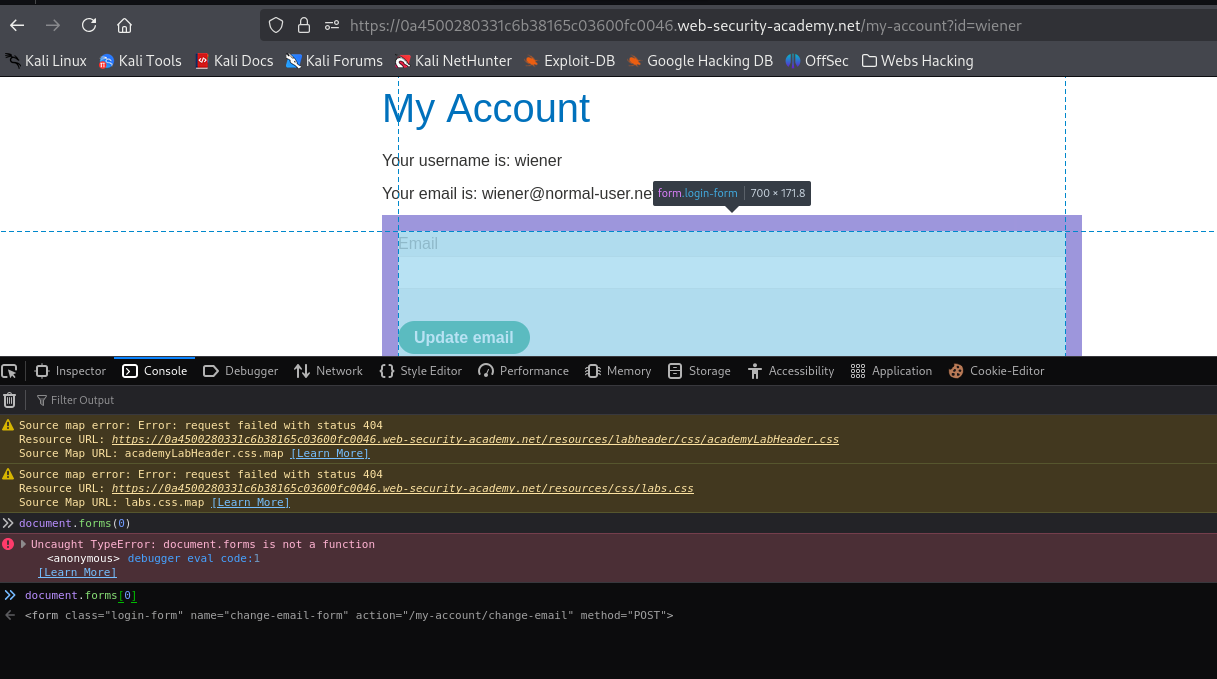 https://0a4500280331c6b38165c03600fc0046.web-security-academy.net/my-account?id=wiener
Kali Linux Kali Tools Kali Docs Kali Forums Kali NetHunter Exploit-DB Google Hacking DB OffSec Webs Hacking
My Account
Your username is: wiener
Your email is: wiener@normal-user.ne
form.login-form 700 × 171.8
Email
Update email
Inspector Console Debugger Network Style Editor Performance Memory Storage Accessibility Application Cookie-Editor
Filter Output
Source map error: Error: request failed with status 404
Resource URL: https://0a4500280331c6b38165c03600fc0046.web-security-academy.net/resources/labheader/css/academyLabHeader.css
Source Map URL: academyLabHeader.css.map [Learn More]
Source map error: Error: request failed with status 404
Resource URL: https://0a4500280331c6b38165c03600fc0046.web-security-academy.net/resources/css/labs.css
Source Map URL: labs.css.map [Learn More]
document.forms(0)
Uncaught TypeError: document.forms is not a function
<anonymous> debugger eval code:1
[Learn More]
document.forms[0]
<form class="login-form" name="change-email-form" action="/my-account/change-email" method="POST">